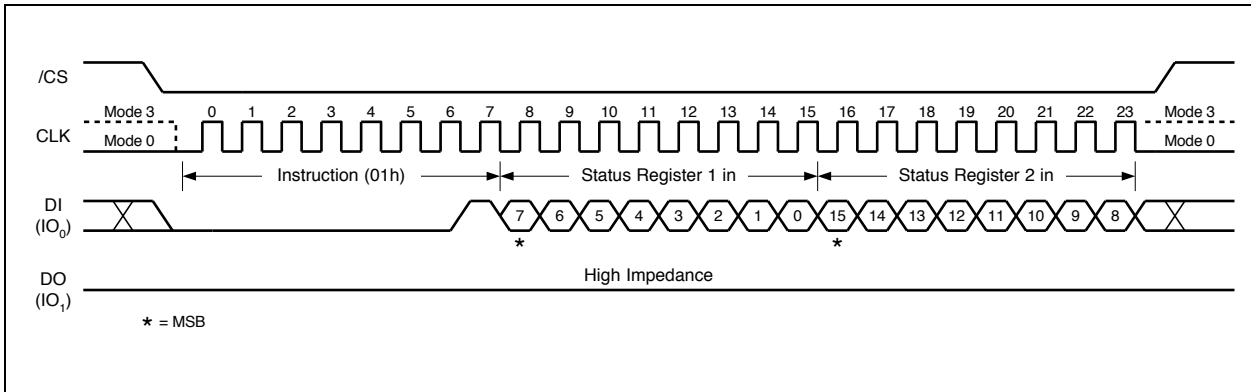 /CS
Mode 3 0 1 2 3 4 5 6 7 8 9 10 11 12 13 14 15 16 17 18 19 20 21 22 23 Mode 3
CLK
Mode 0 Mode 0
Instruction (01h) Status Register 1 in Status Register 2 in
DI
(IO₀)
7 6 5 4 3 2 1 0 15 14 13 12 11 10 9 8
* *
High Impedance
DO
(IO₁)
* = MSB